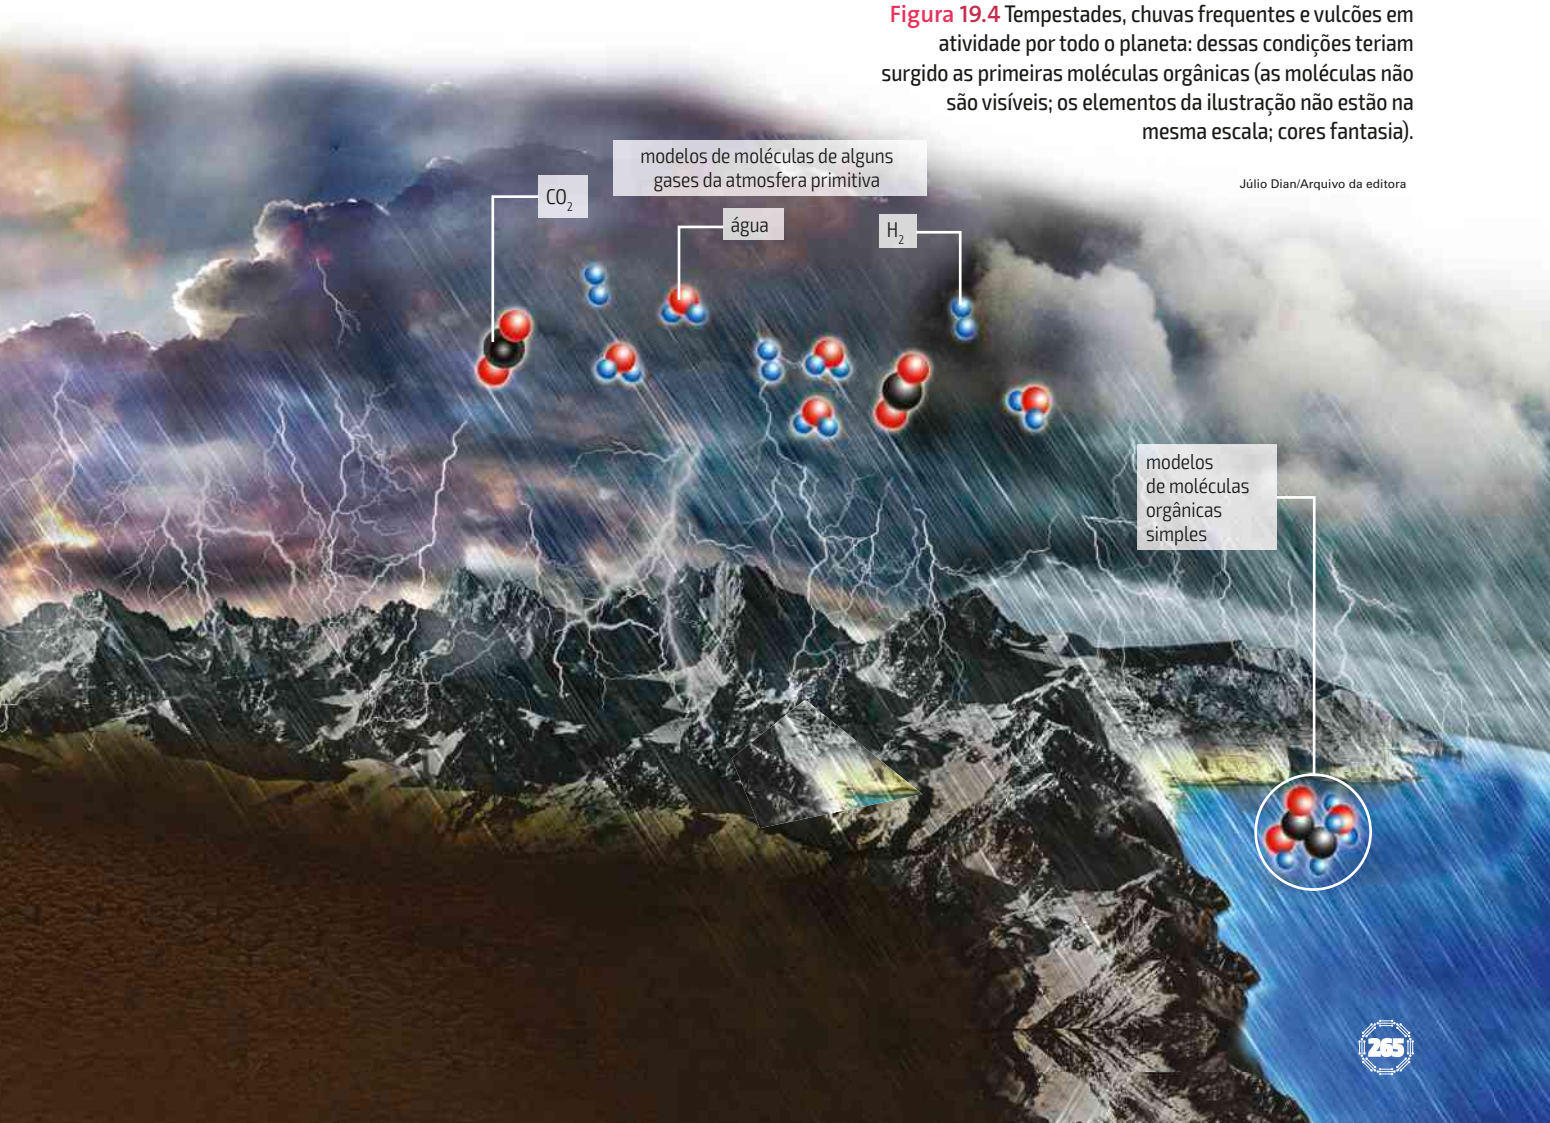 Figura 19.4 Tempestades, chuvas frequentes e vulcões em
atividade por todo o planeta: dessas condições teriam
surgido as primeiras moléculas orgânicas (as moléculas não
são visíveis; os elementos da ilustração não estão na
mesma escala; cores fantasia).
Júlio Dian/Arquivo da editora
modelos de moléculas de alguns
gases da atmosfera primitiva
CO₂
água
H₂
modelos
de moléculas
orgânicas
simples
265